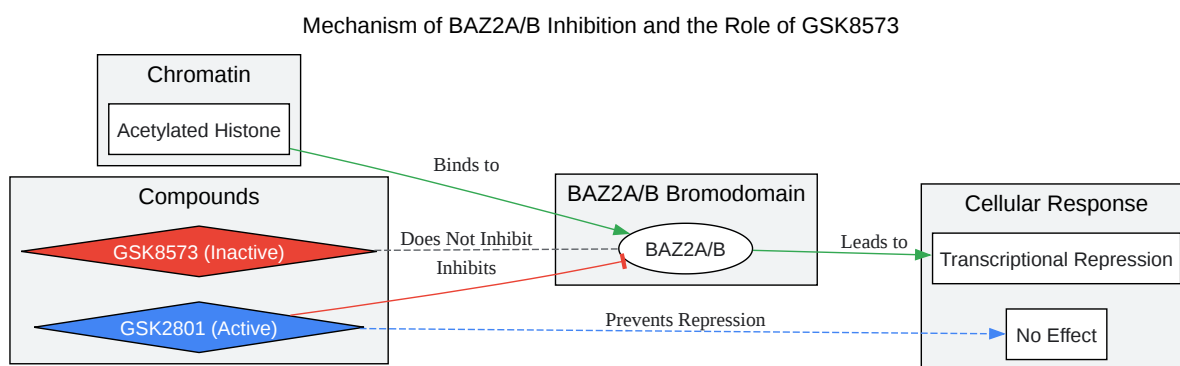 Mechanism of BAZ2A/B Inhibition and the Role of GSK8573
Chromatin
Acetylated Histone
Binds to
Compounds
GSK8573 (Inactive)
Does Not Inhibit
Inhibits
GSK2801 (Active)
Prevents Repression
BAZ2A/B Bromodomain
BAZ2A/B
Leads to
Cellular Response
Transcriptional Repression
No Effect